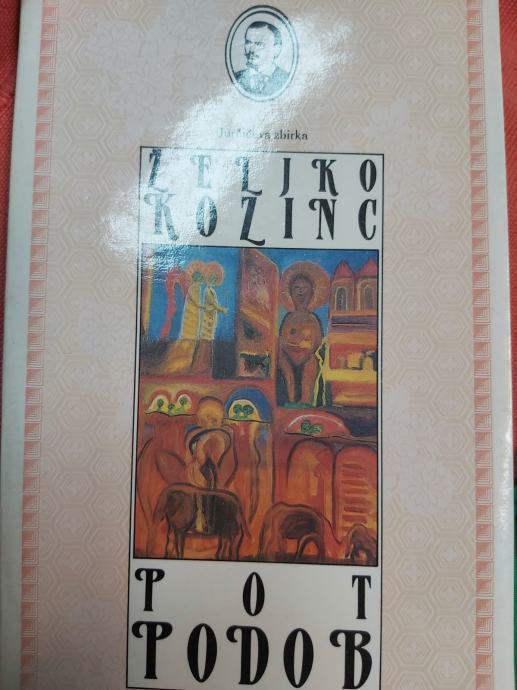 Jurčičeva zbirka
ŽELJKO
KOZINC
POT
PODOB